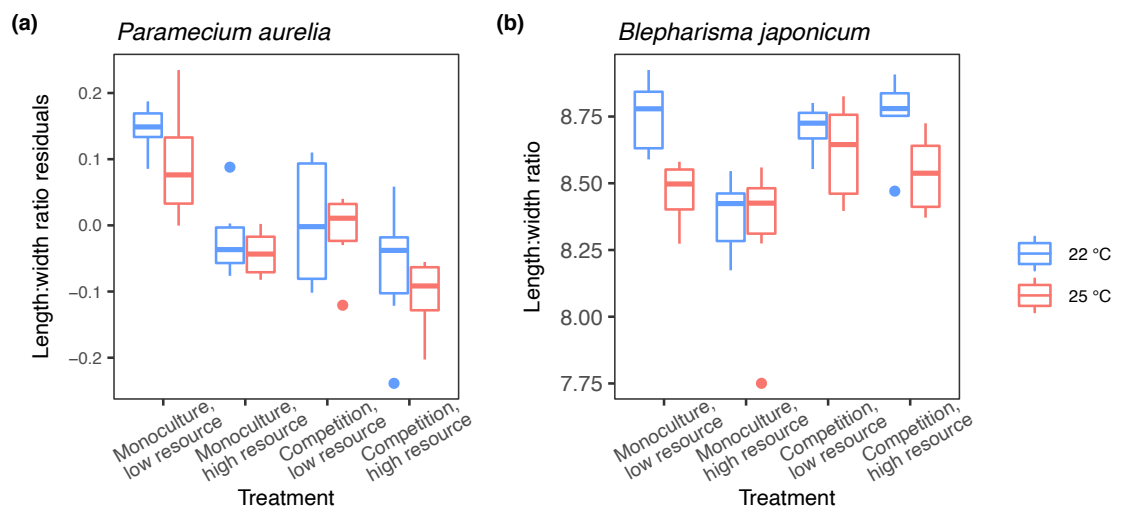 (a)
Paramecium aurelia
Length:width ratio residuals
0.2
0.1
0.0
−0.1
−0.2
Monoculture,
low resource
Monoculture,
high resource
Competition,
low resource
Competition,
high resource
Treatment
(b)
Blepharisma japonicum
Length:width ratio
8.75
8.50
8.25
8.00
7.75
Monoculture,
low resource
Monoculture,
high resource
Competition,
low resource
Competition,
high resource
Treatment
22 °C
25 °C